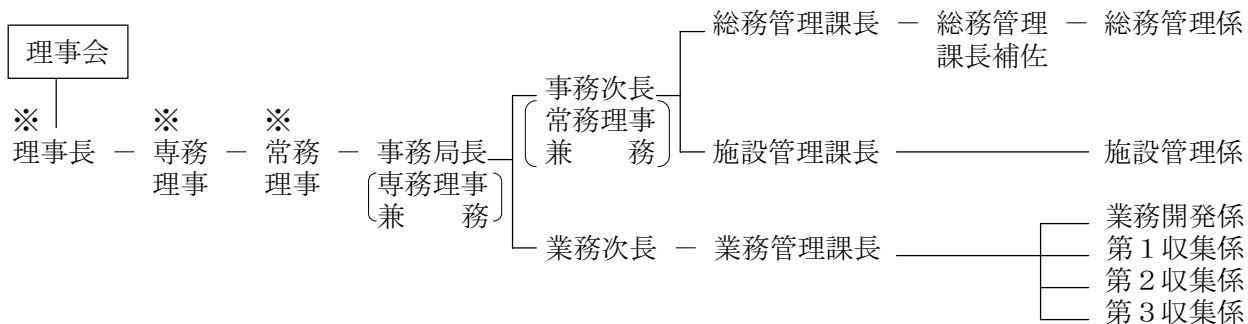 理事会
※
理事長 － ※
専務
理事 － ※
常務
理事 － 事務局長
専務理事
兼　務
事務次長
常務理事
兼　務
総務管理課長 － 総務管理
課長補佐 － 総務管理係
施設管理課長
施設管理係
業務次長 － 業務管理課長
業務開発係
第１収集係
第２収集係
第３収集係